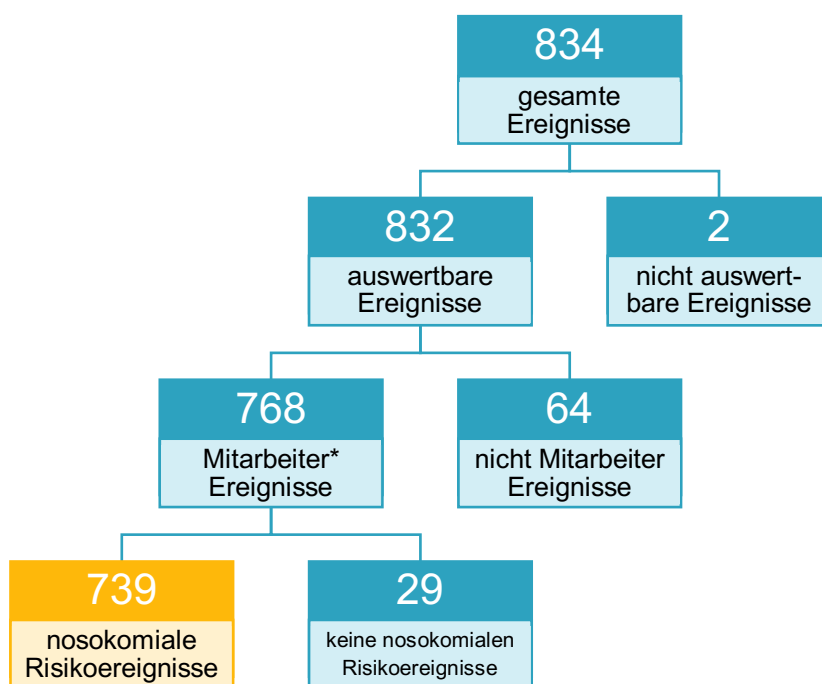 834
gesamte
Ereignisse
832
auswertbare
Ereignisse
2
nicht auswert-
bare Ereignisse
768
Mitarbeiter*
Ereignisse
64
nicht Mitarbeiter
Ereignisse
739
nosokomiale
Risikoereignisse
29
keine nosokomialen
Risikoereignisse